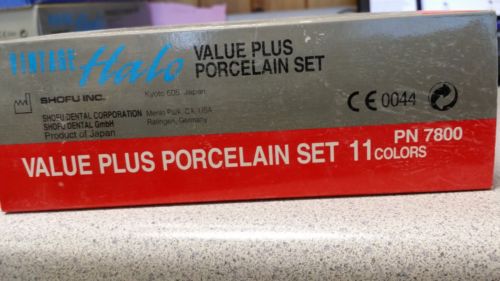 VINTAGE Halo VALUE PLUS
PORCELAIN SET
SHOFU INC. Kyoto 605, Japan
SHOFU DENTAL CORPORATION Menlo Park, CA, USA
SHOFU DENTAL GmbH Ratingen, Germany
Product of Japan
CE 0044
PN 7800
VALUE PLUS PORCELAIN SET 11 COLORS